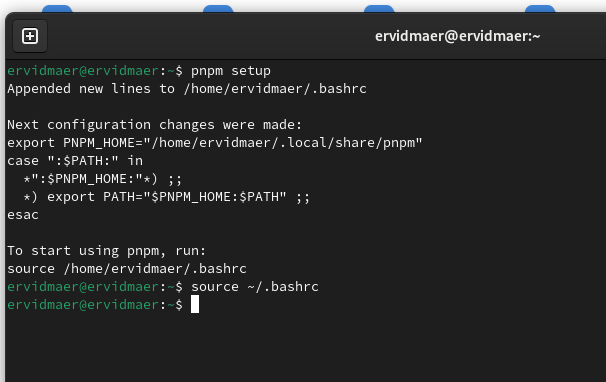 ervidmaer@ervidmaer:~
ervidmaer@ervidmaer:~$ pnpm setup
Appended new lines to /home/ervidmaer/.bashrc
Next configuration changes were made:
export PNPM_HOME="/home/ervidmaer/.local/share/pnpm"
case ":$PATH:" in
  *":$PNPM_HOME:"*) ;;
  *) export PATH="$PNPM_HOME:$PATH" ;;
esac
To start using pnpm, run:
source /home/ervidmaer/.bashrc
ervidmaer@ervidmaer:~$ source ~/.bashrc
ervidmaer@ervidmaer:~$